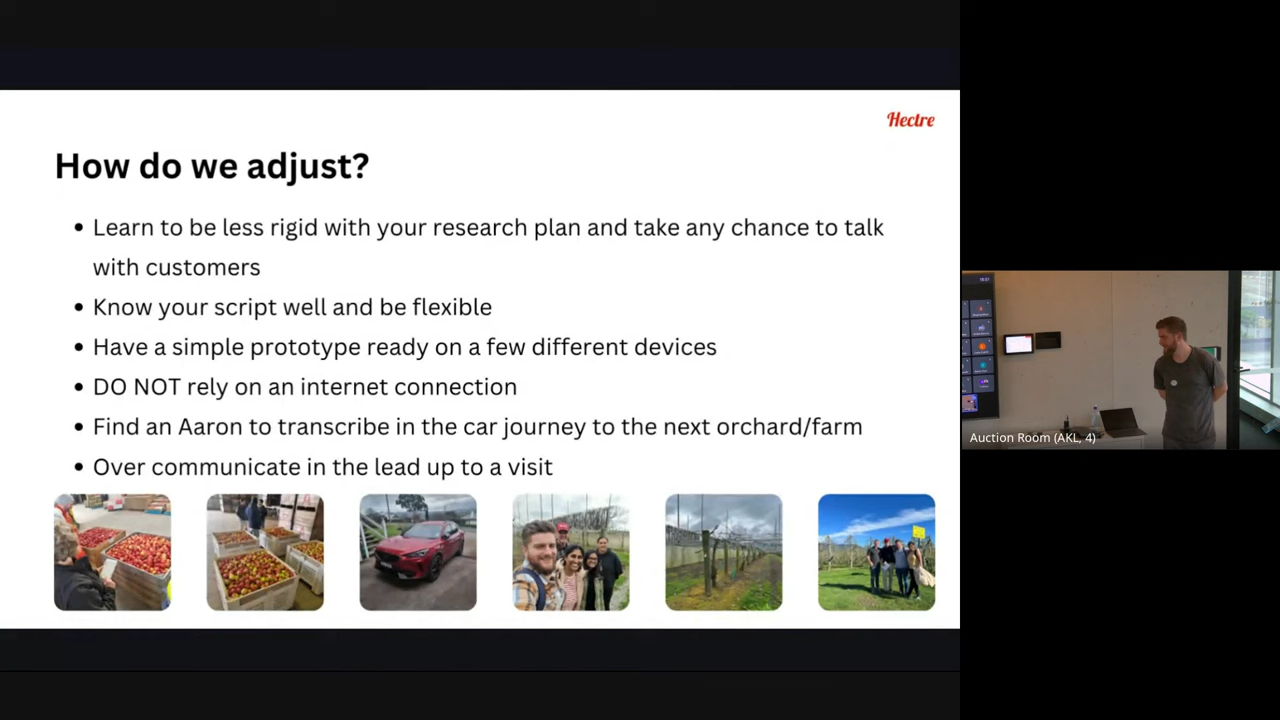 Hectre
How do we adjust?
• Learn to be less rigid with your research plan and take any chance to talk
with customers
• Know your script well and be flexible
• Have a simple prototype ready on a few different devices
• DO NOT rely on an internet connection
• Find an Aaron to transcribe in the car journey to the next orchard/farm
• Over communicate in the lead up to a visit
Auction Room (AKL, 4)